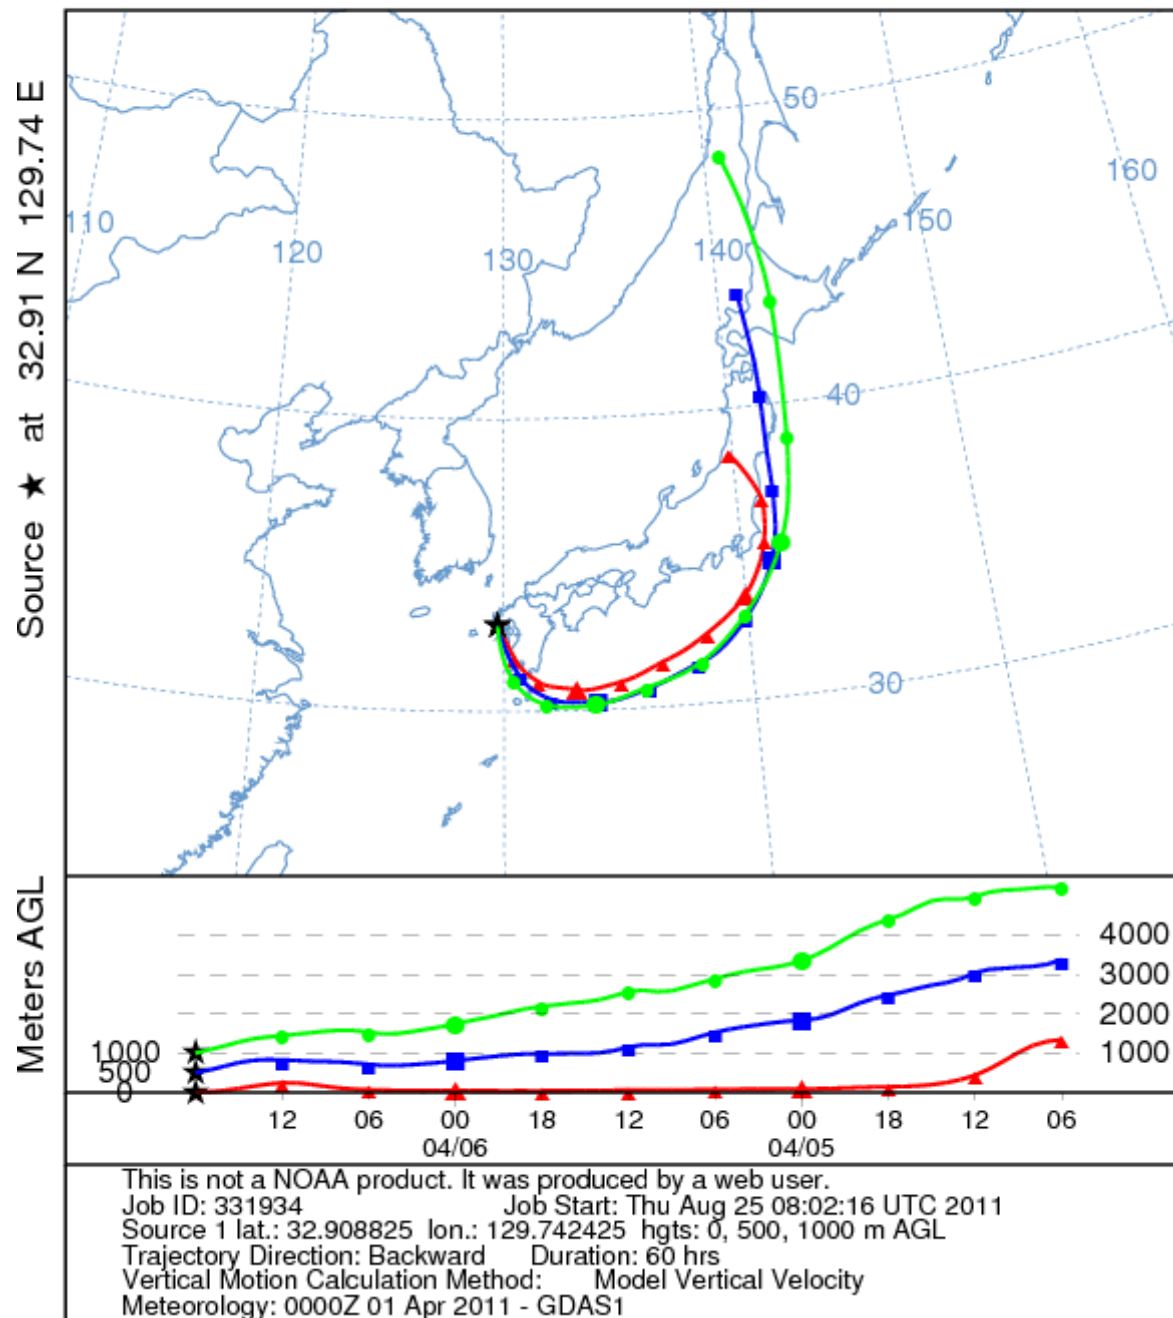 Source ★ at 32.91 N 129.74 E
50
160
110
150
120
130
140
40
30
Meters AGL
4000
3000
2000
1000
1000
500
0
12 06 00 18 12 06 00 18 12 06
04/06 04/05
This is not a NOAA product. It was produced by a web user.
Job ID: 331934 Job Start: Thu Aug 25 08:02:16 UTC 2011
Source 1 lat.: 32.908825 lon.: 129.742425 hgts: 0, 500, 1000 m AGL
Trajectory Direction: Backward Duration: 60 hrs
Vertical Motion Calculation Method: Model Vertical Velocity
Meteorology: 0000Z 01 Apr 2011 - GDAS1